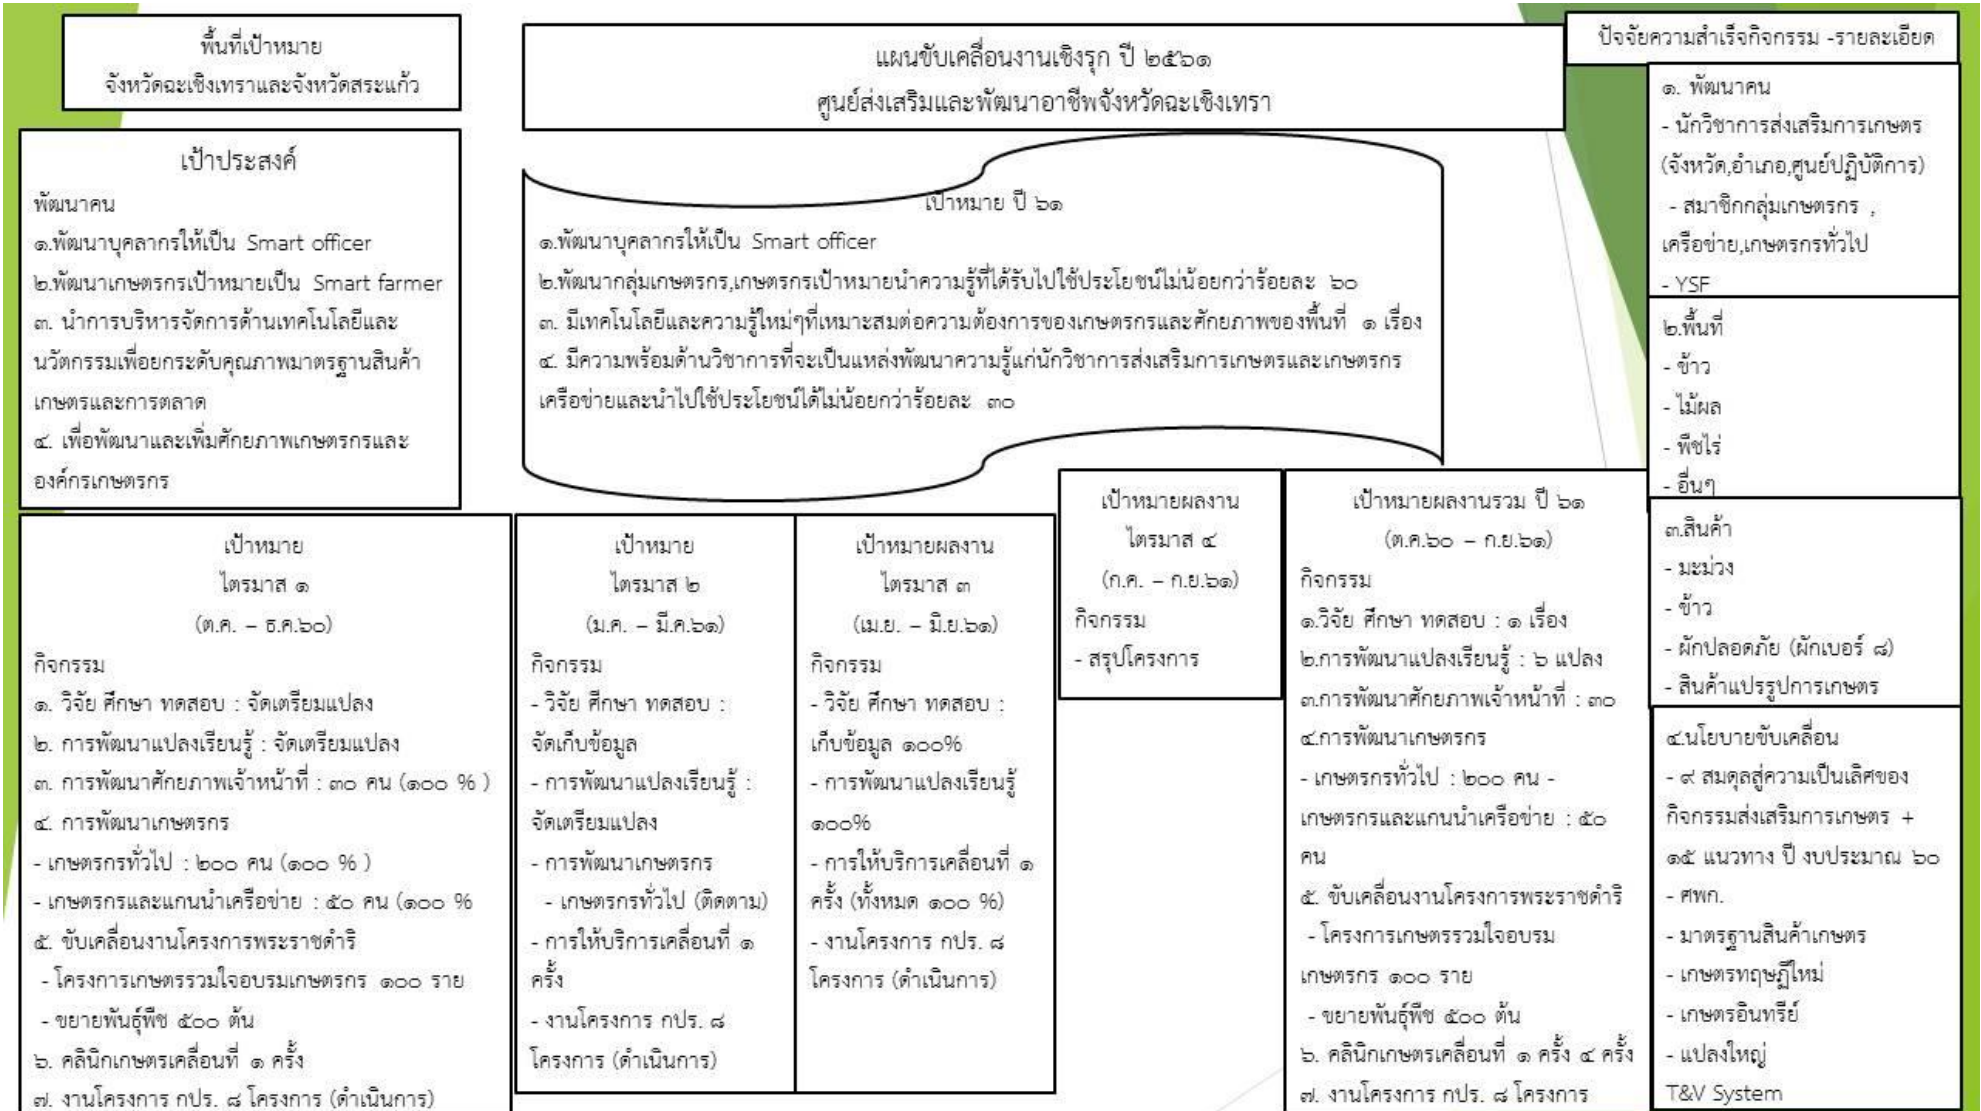 พื้นที่เป้าหมาย
จังหวัดฉะเชิงเทราและจังหวัดสระแก้ว
แผนขับเคลื่อนงานเชิงรุก ปี ๒๕๖๑
ศูนย์ส่งเสริมและพัฒนาอาชีพจังหวัดฉะเชิงเทรา
ปัจจัยความสำเร็จกิจกรรม -รายละเอียด
เป้าประสงค์
พัฒนาคน
๑.พัฒนาบุคลากรให้เป็น Smart officer
๒.พัฒนาเกษตรกรเป้าหมายเป็น Smart farmer
๓. นำการบริหารจัดการด้านเทคโนโลยีและ
นวัตกรรมเพื่อยกระดับคุณภาพมาตรฐานสินค้า
เกษตรและการตลาด
๔. เพื่อพัฒนาและเพิ่มศักยภาพเกษตรกรและ
องค์กรเกษตรกร
เป้าหมาย ปี ๖๑
๑.พัฒนาบุคลากรให้เป็น Smart officer
๒.พัฒนากลุ่มเกษตรกร,เกษตรกรเป้าหมายนำความรู้ที่ได้รับไปใช้ประโยชน์ไม่น้อยกว่าร้อยละ ๖๐
๓. มีเทคโนโลยีและความรู้ใหม่ๆที่เหมาะสมต่อความต้องการของเกษตรกรและศักยภาพของพื้นที่ ๑ เรื่อง
๔. มีความพร้อมด้านวิชาการที่จะเป็นแหล่งพัฒนาความรู้แก่นักวิชาการส่งเสริมการเกษตรและเกษตรกร
เครือข่ายและนำไปใช้ประโยชน์ได้ไม่น้อยกว่าร้อยละ ๓๐
๑. พัฒนาคน
- นักวิชาการส่งเสริมการเกษตร
(จังหวัด,อำเภอ,ศูนย์ปฏิบัติการ)
- สมาชิกกลุ่มเกษตรกร ,
เครือข่าย,เกษตรกรทั่วไป
- YSF
๒.พื้นที่
- ข้าว
- ไม้ผล
- พืชไร่
- อื่นๆ
๓.สินค้า
- มะม่วง
- ข้าว
- ผักปลอดภัย (ผักเบอร์ ๘)
- สินค้าแปรรูปการเกษตร
๔.นโยบายขับเคลื่อน
- ๙ สมดุลสู่ความเป็นเลิศของ
กิจกรรมส่งเสริมการเกษตร +
๑๕ แนวทาง ปี งบประมาณ ๖๐
- ศพก.
- มาตรฐานสินค้าเกษตร
- เกษตรทฤษฎีใหม่
- เกษตรอินทรีย์
- แปลงใหญ่
T&V System
เป้าหมาย
ไตรมาส ๑
(ต.ค. – ธ.ค.๖๐)
กิจกรรม
๑. วิจัย ศึกษา ทดสอบ : จัดเตรียมแปลง
๒. การพัฒนาแปลงเรียนรู้ : จัดเตรียมแปลง
๓. การพัฒนาศักยภาพเจ้าหน้าที่ : ๓๐ คน (๑๐๐ % )
๔. การพัฒนาเกษตรกร
- เกษตรกรทั่วไป : ๒๐๐ คน (๑๐๐ % )
- เกษตรกรและแกนนำเครือข่าย : ๕๐ คน (๑๐๐ %
๕. ขับเคลื่อนงานโครงการพระราชดำริ
- โครงการเกษตรรวมใจอบรมเกษตรกร ๑๐๐ ราย
- ขยายพันธุ์พืช ๕๐๐ ต้น
๖. คลินิกเกษตรเคลื่อนที่ ๑ ครั้ง
๗. งานโครงการ กปร. ๘ โครงการ (ดำเนินการ)
เป้าหมาย
ไตรมาส ๒
(ม.ค. – มี.ค.๖๑)
กิจกรรม
- วิจัย ศึกษา ทดสอบ :
จัดเก็บข้อมูล
- การพัฒนาแปลงเรียนรู้ :
จัดเตรียมแปลง
- การพัฒนาเกษตรกร
- เกษตรกรทั่วไป (ติดตาม)
- การให้บริการเคลื่อนที่ ๑
ครั้ง
- งานโครงการ กปร. ๘
โครงการ (ดำเนินการ)
เป้าหมายผลงาน
ไตรมาส ๓
(เม.ย. – มิ.ย.๖๑)
กิจกรรม
- วิจัย ศึกษา ทดสอบ :
เก็บข้อมูล ๑๐๐%
- การพัฒนาแปลงเรียนรู้
๑๐๐%
- การให้บริการเคลื่อนที่ ๑
ครั้ง (ทั้งหมด ๑๐๐ %)
- งานโครงการ กปร. ๘
โครงการ (ดำเนินการ)
เป้าหมายผลงาน
ไตรมาส ๔
(ก.ค. – ก.ย.๖๑)
กิจกรรม
- สรุปโครงการ
เป้าหมายผลงานรวม ปี ๖๑
(ต.ค.๖๐ – ก.ย.๖๑)
กิจกรรม
๑.วิจัย ศึกษา ทดสอบ : ๑ เรื่อง
๒.การพัฒนาแปลงเรียนรู้ : ๖ แปลง
๓.การพัฒนาศักยภาพเจ้าหน้าที่ : ๓๐
๔.การพัฒนาเกษตรกร
- เกษตรกรทั่วไป : ๒๐๐ คน -
เกษตรกรและแกนนำเครือข่าย : ๕๐
คน
๕. ขับเคลื่อนงานโครงการพระราชดำริ
- โครงการเกษตรรวมใจอบรม
เกษตรกร ๑๐๐ ราย
- ขยายพันธุ์พืช ๕๐๐ ต้น
๖. คลินิกเกษตรเคลื่อนที่ ๑ ครั้ง ๔ ครั้ง
๗. งานโครงการ กปร. ๘ โครงการ